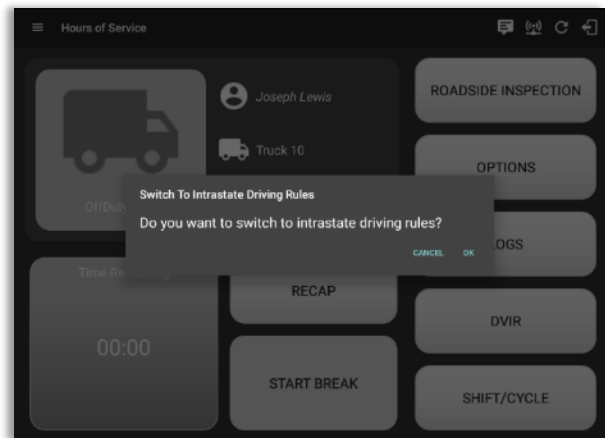 Hours of Service
Joseph Lewis
ROADSIDE INSPECTION
Truck 10
OPTIONS
Switch To Intrastate Driving Rules
Do you want to switch to intrastate driving rules?
CANCEL OK
Time
RECAP
DVIR
00:00
START BREAK
SHIFT/CYCLE